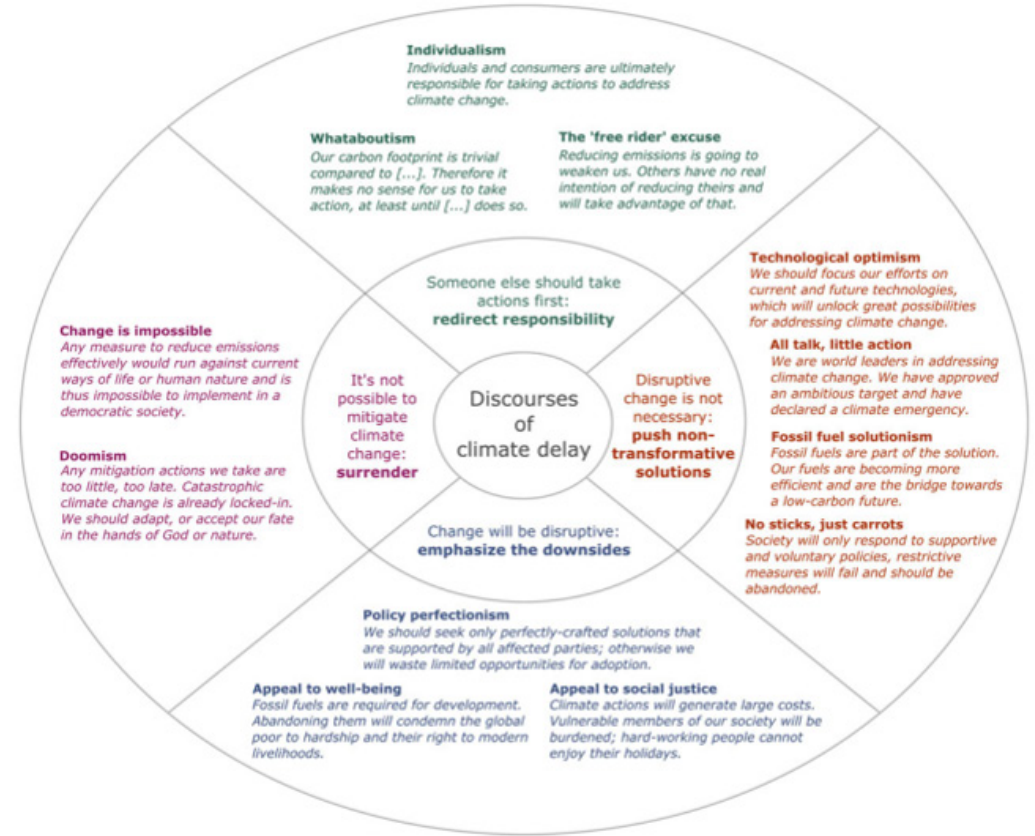 Individualism
Individuals and consumers are ultimately
responsible for taking actions to address
climate change.
Whataboutism
Our carbon footprint is trivial
compared to [...]. Therefore it
makes no sense for us to take
action, at least until [...] does so.
The 'free rider' excuse
Reducing emissions is going to
weaken us. Others have no real
intention of reducing theirs and
will take advantage of that.
Someone else should take
actions first:
redirect responsibility
Technological optimism
We should focus our efforts on
current and future technologies,
which will unlock great possibilities
for addressing climate change.
All talk, little action
We are world leaders in addressing
climate change. We have approved
an ambitious target and have
declared a climate emergency.
Fossil fuel solutionism
Fossil fuels are part of the solution.
Our fuels are becoming more
efficient and are the bridge towards
a low-carbon future.
No sticks, just carrots
Society will only respond to supportive
and voluntary policies, restrictive
measures will fail and should be
abandoned.
Disruptive
change is not
necessary:
push non-
transformative
solutions
Discourses
of
climate delay
It's not
possible to
mitigate
climate
change:
surrender
Change is impossible
Any measure to reduce emissions
effectively would run against current
ways of life or human nature and is
thus impossible to implement in a
democratic society.
Doomism
Any mitigation actions we take are
too little, too late. Catastrophic
climate change is already locked-in.
We should adapt, or accept our fate
in the hands of God or nature.
Change will be disruptive:
emphasize the downsides
Policy perfectionism
We should seek only perfectly-crafted solutions that
are supported by all affected parties; otherwise we
will waste limited opportunities for adoption.
Appeal to well-being
Fossil fuels are required for development.
Abandoning them will condemn the global
poor to hardship and their right to modern
livelihoods.
Appeal to social justice
Climate actions will generate large costs.
Vulnerable members of our society will be
burdened; hard-working people cannot
enjoy their holidays.